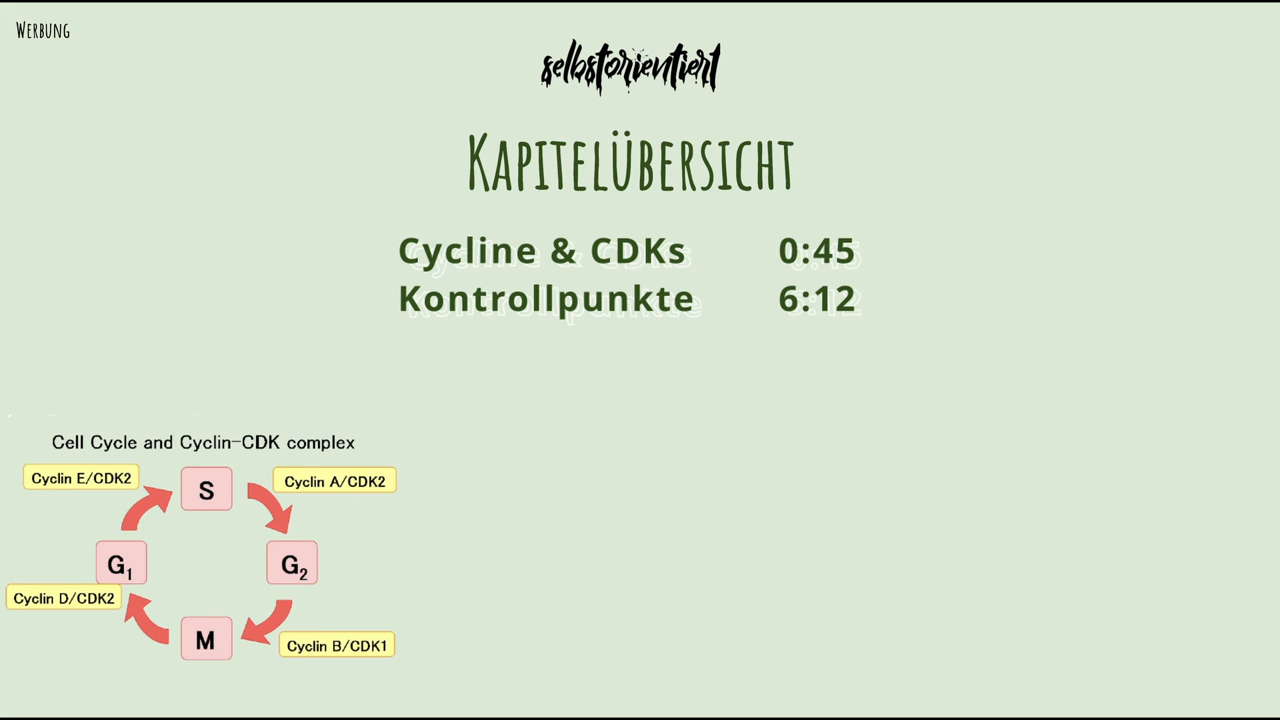 Werbung
selbstorientiert
Kapitelübersicht
Cycline & CDKs 0:45
Kontrollpunkte 6:12
Cell Cycle and Cyclin-CDK complex
Cyclin E/CDK2
S
Cyclin A/CDK2
G1
G2
Cyclin D/CDK2
M
Cyclin B/CDK1